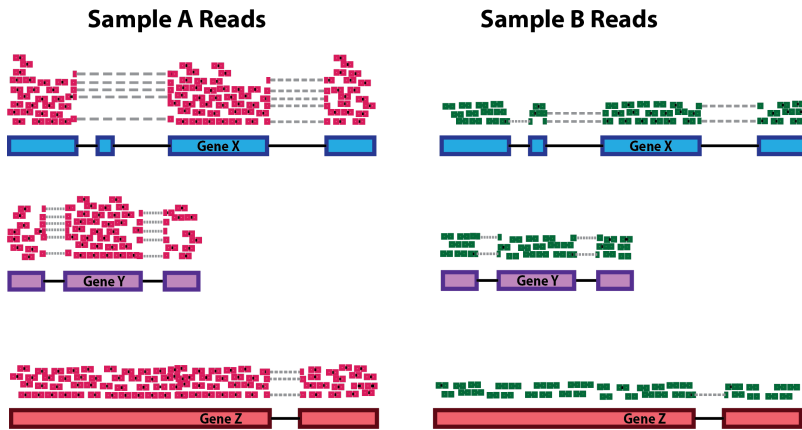 Sample A Reads
Sample B Reads
Gene X
Gene X
Gene Y
Gene Y
Gene Z
Gene Z